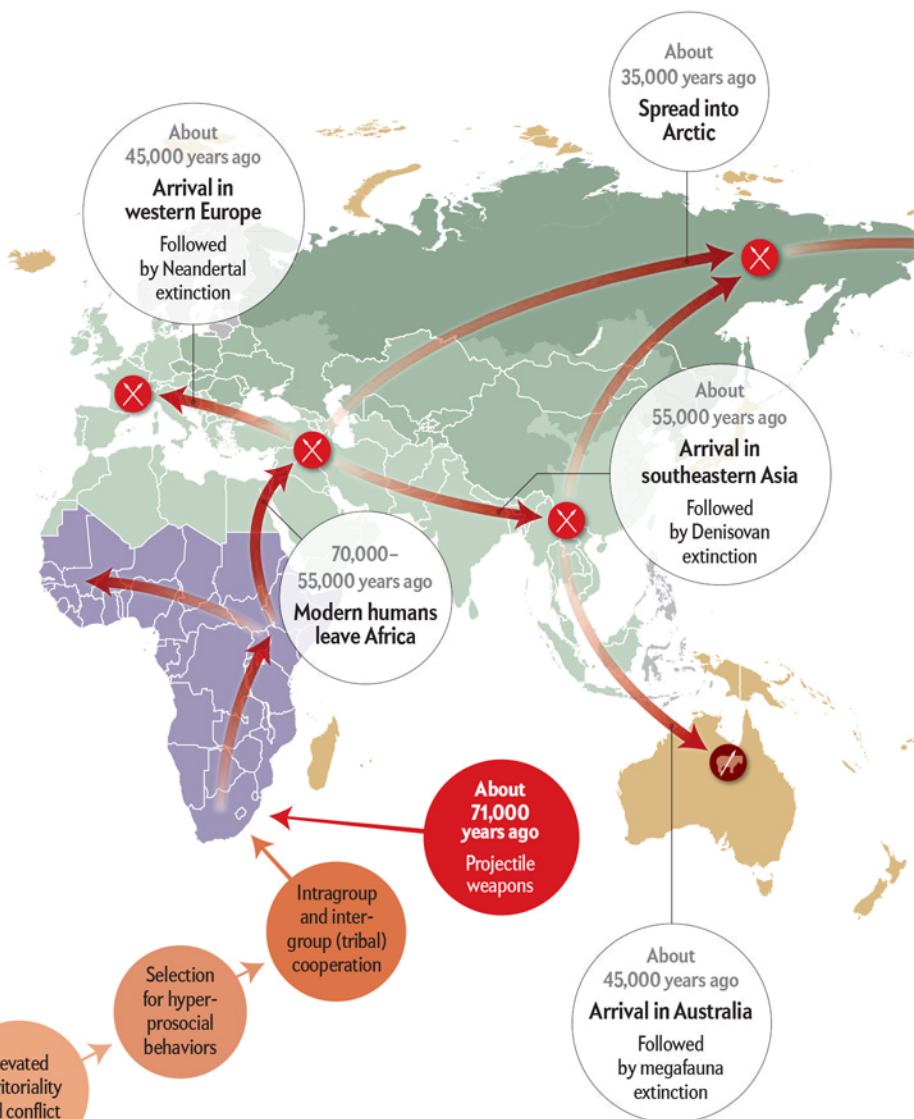 About
35,000 years ago
Spread into
Arctic
About
45,000 years ago
Arrival in
western Europe
Followed
by Neandertal
extinction
About
55,000 years ago
Arrival in
southeastern Asia
Followed
by Denisovan
extinction
70,000–
55,000 years ago
Modern humans
leave Africa
About
71,000
years ago
Projectile
weapons
Intragroup
and inter-
group (tribal)
cooperation
Selection
for hyper-
prosocial
behaviors
About
45,000 years ago
Arrival in Australia
Followed
by megafauna
extinction
conflict